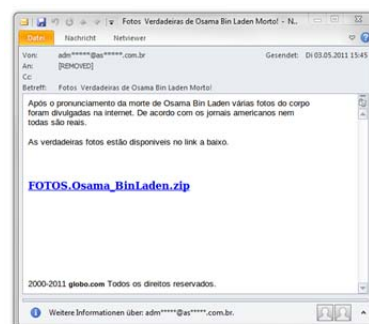 Fotos Verdadeiras de Osama Bin Laden Morto! - N..
Datei Nachricht Netviewer
Von: adm*****@as*****.com.br Gesendet: Di 03.05.2011 15:45
An: [REMOVED]
Cc:
Betreff: Fotos Verdadeiras de Osama Bin Laden Morto!
Após o pronunciamento da morte de Osama Bin Laden várias fotos do corpo
foram divulgadas na internet. De acordo com os jornais americanos nem
todas são reais.
As verdadeiras fotos estão disponiveis no link a baixo.
FOTOS.Osama_BinLaden.zip
2000-2011 globo.com Todos os direitos reservados.
Weitere Informationen über: adm*****@as*****.com.br.